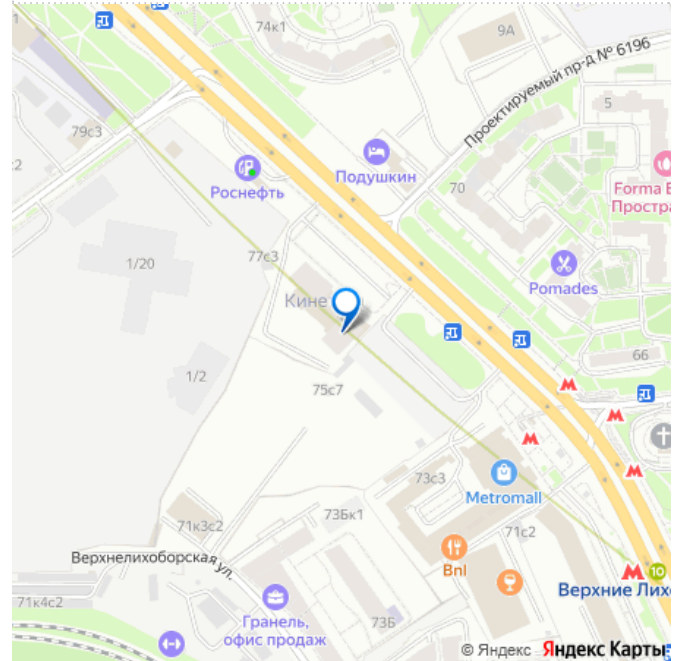 74к1
9А
Проектируемый пр-д № 6196
79с3
5
2
Роснефть
Подушкин
70
Forma
Простра
77с3
1/20
Pomades
Кине
66
1/2
75с7
73с3
Metromall
73Бк1
71к3с2
71с2
Верхнелихоборская ул.
Bnl
10
Верхние Лихо
71к4с2
Гранель,
офис продаж
73Б
© Яндекс Яндекс Карты